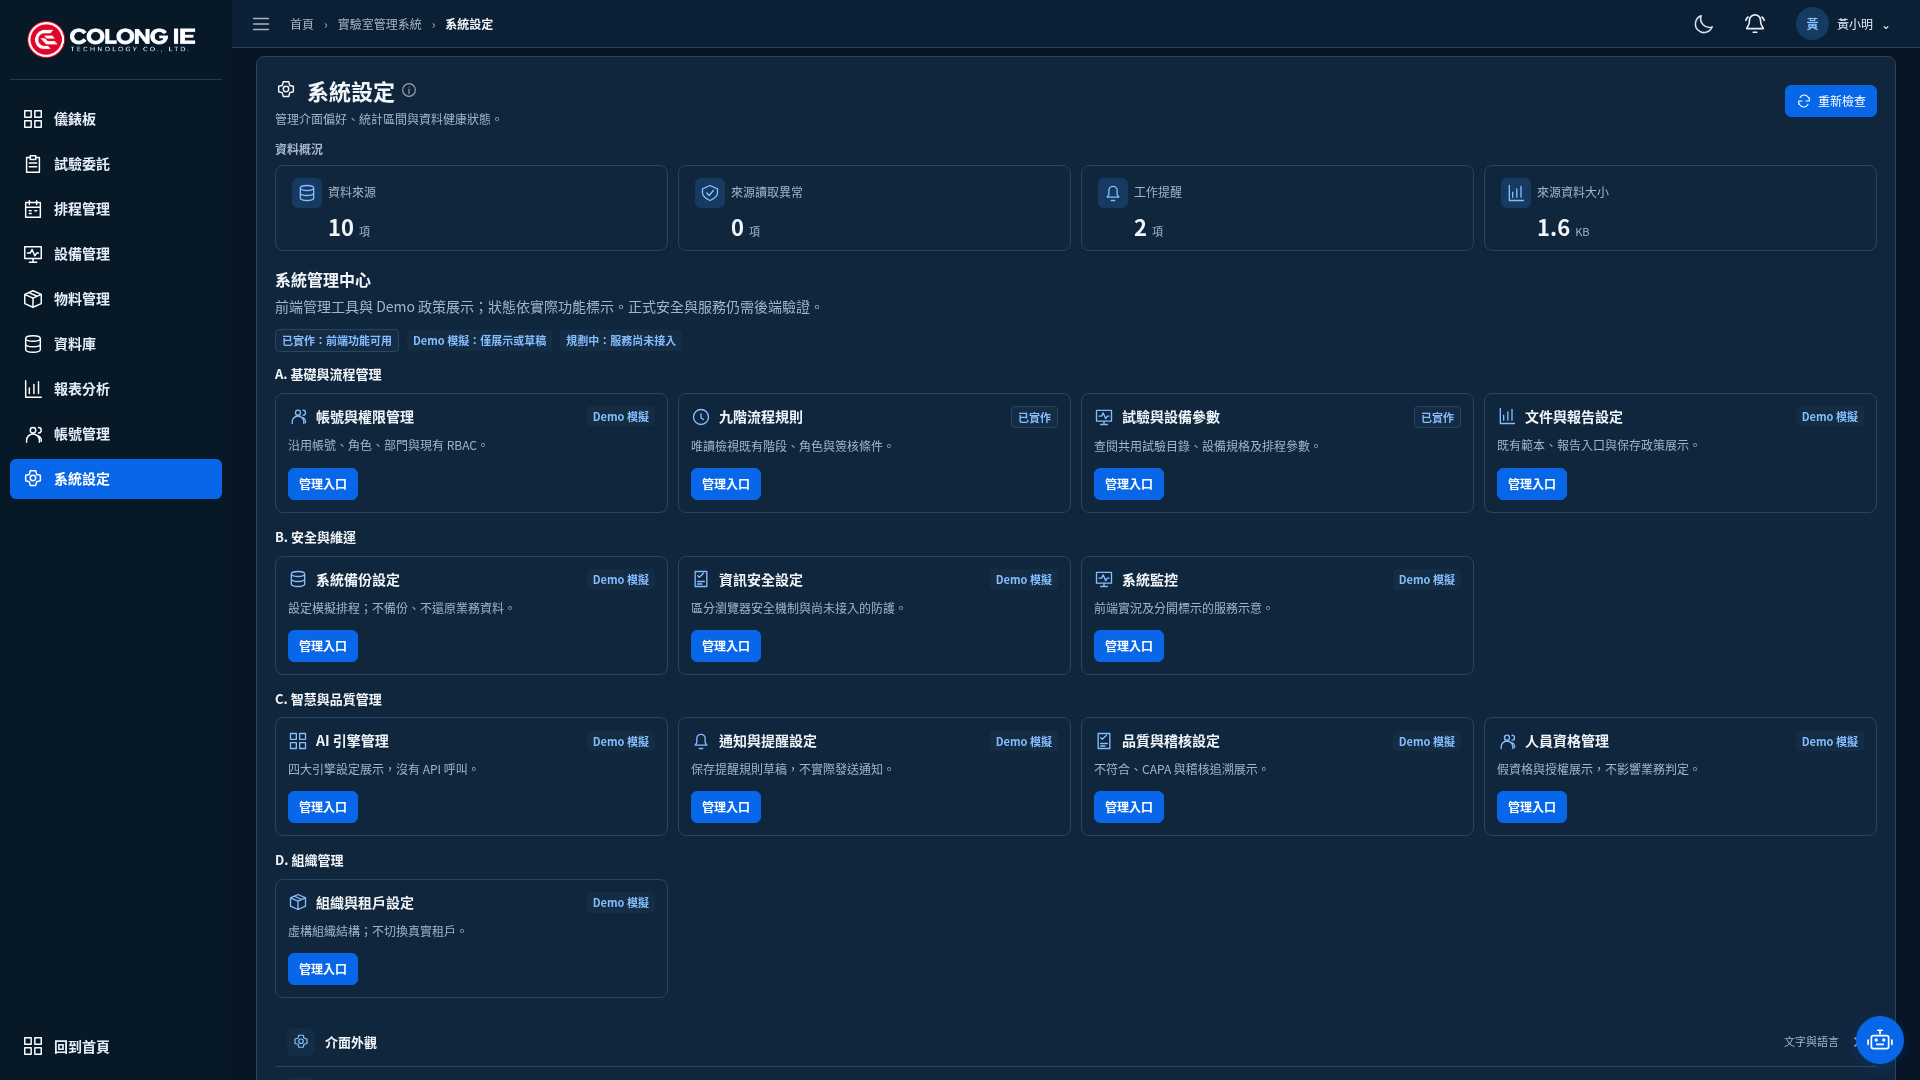 COLONG IE
TECHNOLOGY CO., LTD.
首頁 › 實驗室管理系統 › 系統設定
黃 黃小明
儀錶板
試驗委託
排程管理
設備管理
物料管理
資料庫
報表分析
帳號管理
系統設定
回到首頁
系統設定
管理介面偏好、統計區間與資料健康狀態。
重新檢查
資料概況
資料來源
10 項
來源讀取異常
0 項
工作提醒
2 項
來源資料大小
1.6 KB
系統管理中心
前端管理工具與 Demo 政策展示；狀態依實際功能標示。正式安全與服務仍需後端驗證。
已實作：前端功能可用 Demo 模擬：僅展示或草稿 規劃中：服務尚未接入
A. 基礎與流程管理
帳號與權限管理 Demo 模擬
沿用帳號、角色、部門與現有 RBAC。
管理入口
九階流程規則 已實作
唯讀檢視既有階段、角色與簽核條件。
管理入口
試驗與設備參數 已實作
查閱共用試驗目錄、設備規格及排程參數。
管理入口
文件與報告設定 Demo 模擬
既有範本、報告入口與保存政策展示。
管理入口
B. 安全與維運
系統備份設定 Demo 模擬
設定模擬排程；不備份、不還原業務資料。
管理入口
資訊安全設定 Demo 模擬
區分瀏覽器安全機制與尚未接入的防護。
管理入口
系統監控 Demo 模擬
前端實況及分開標示的服務示意。
管理入口
C. 智慧與品質管理
AI 引擎管理 Demo 模擬
四大引擎設定展示，沒有 API 呼叫。
管理入口
通知與提醒設定 Demo 模擬
保存提醒規則草稿，不實際發送通知。
管理入口
品質與稽核設定 Demo 模擬
不符合、CAPA 與稽核追溯展示。
管理入口
人員資格管理 Demo 模擬
假資格與授權展示，不影響業務判定。
管理入口
D. 組織管理
組織與租戶設定 Demo 模擬
虛構組織結構；不切換真實租戶。
管理入口
介面外觀
文字與語言